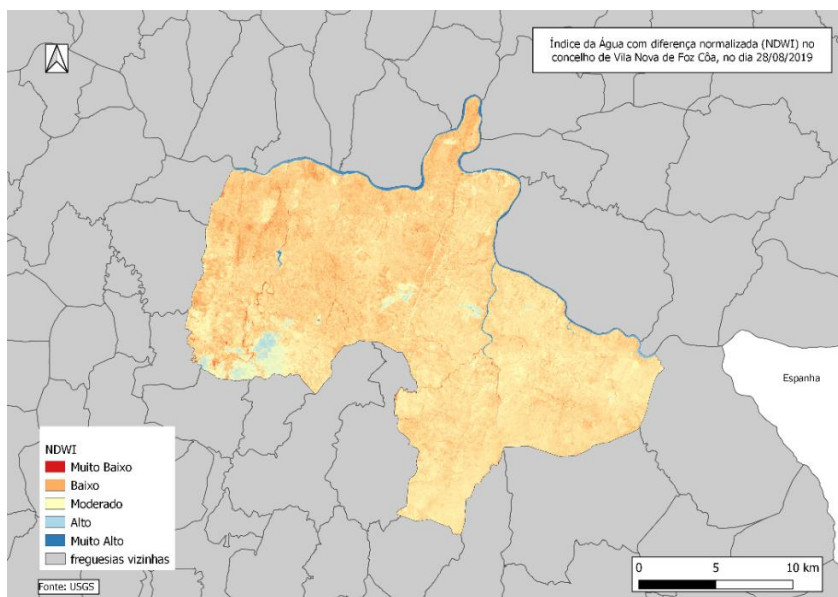 Índice da Água com diferença normalizada (NDWI) no
concelho de Vila Nova de Foz Côa, no dia 28/08/2019
Espanha
NDWI
Muito Baixo
Baixo
Moderado
Alto
Muito Alto
freguesias vizinhas
Fonte: USGS
0 5 10 km